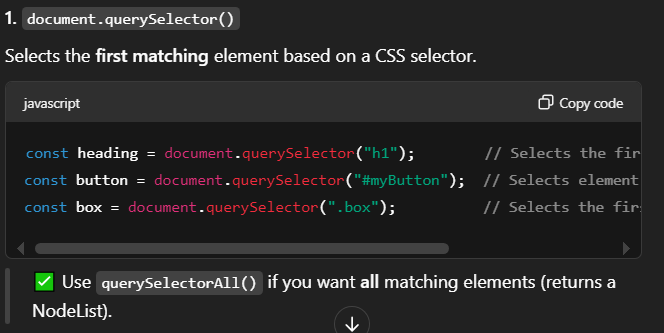 1. document.querySelector()
Selects the first matching element based on a CSS selector.
javascript
Copy code
const heading = document.querySelector("h1"); // Selects the
const button = document.querySelector("#myButton"); // Selects element
const box = document.querySelector(".box"); // Selects the
✅ Use querySelectorAll() if you want all matching elements (returns a
NodeList).